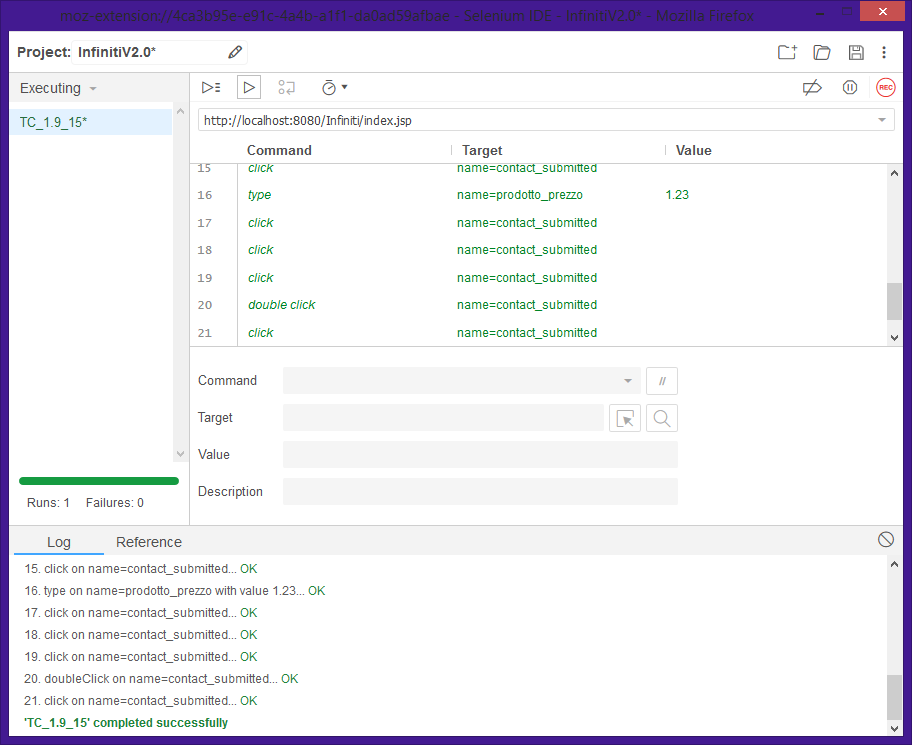 moz-extension://4ca3b95e-e91c-4a4b-a1f1-da0ad59afbae - Selenium IDE - InfinitiV2.0* - Mozilla Firefox
Project: InfinitiV2.0*
Executing
REC
TC_1.9_15*
http://localhost:8080/Infiniti/index.jsp
Command Target Value
15 click name=contact_submitted
16 type name=prodotto_prezzo 1.23
17 click name=contact_submitted
18 click name=contact_submitted
19 click name=contact_submitted
20 double click name=contact_submitted
21 click name=contact_submitted
Command //
Target
Value
Description
Runs: 1 Failures: 0
Log Reference
15. click on name=contact_submitted... OK
16. type on name=prodotto_prezzo with value 1.23... OK
17. click on name=contact_submitted... OK
18. click on name=contact_submitted... OK
19. click on name=contact_submitted... OK
20. doubleClick on name=contact_submitted... OK
21. click on name=contact_submitted... OK
'TC_1.9_15' completed successfully